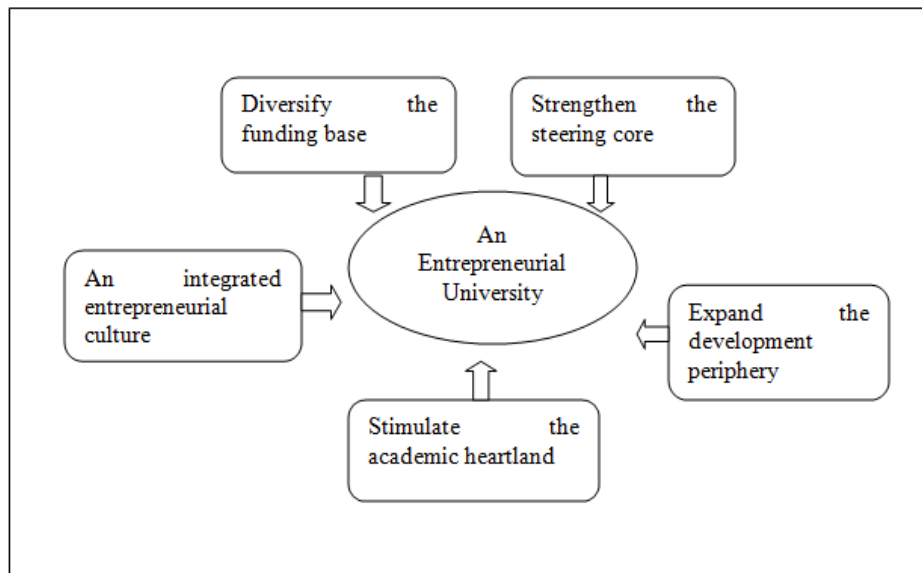 Diversify the
funding base
Strengthen the
steering core
An
Entrepreneurial
University
An integrated
entrepreneurial
culture
Expand the
development
periphery
Stimulate the
academic heartland